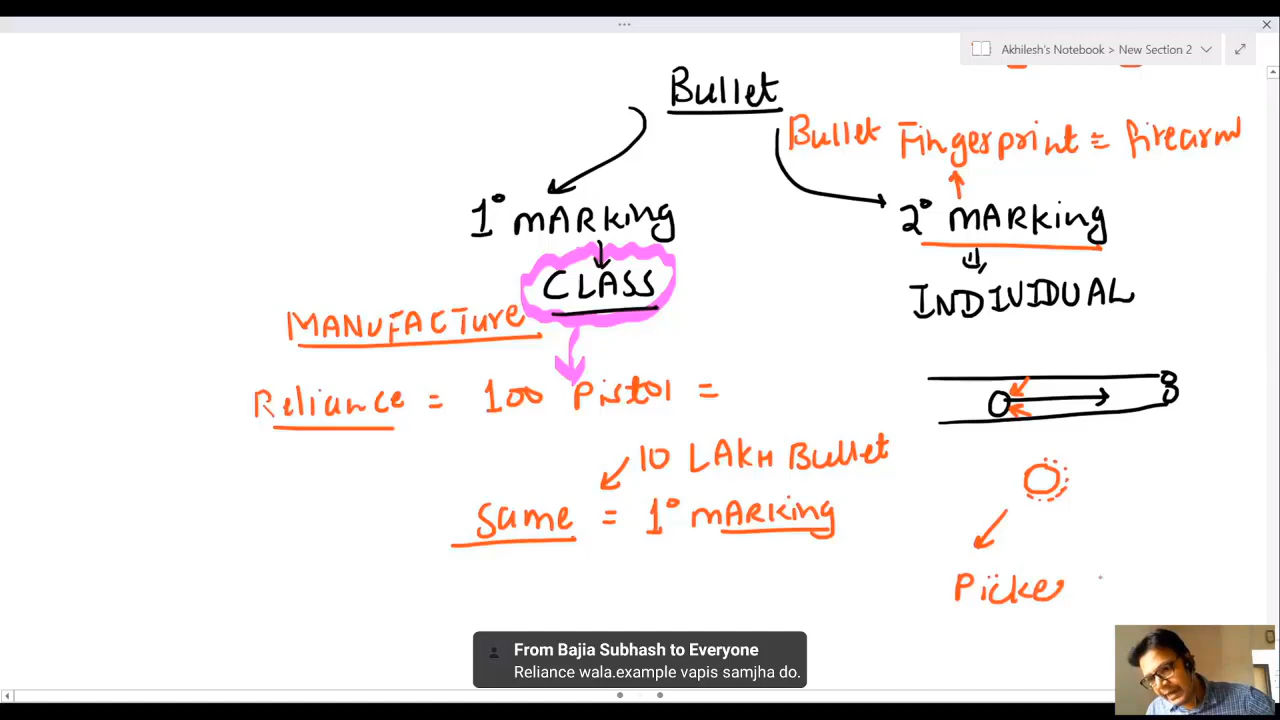 Akhilesh's Notebook > New Section 2
Bullet
Bullet Fingerprint = firearm
1° MARKing
2° MARKing
CLASS
INDIVIDUAL
MANUFACTure
Reliance = 100 Pistol =
10 LAKH Bullet
Same = 1° MARKing
Picke
From Bajia Subhash to Everyone
Reliance wala.example vapis samjha do.